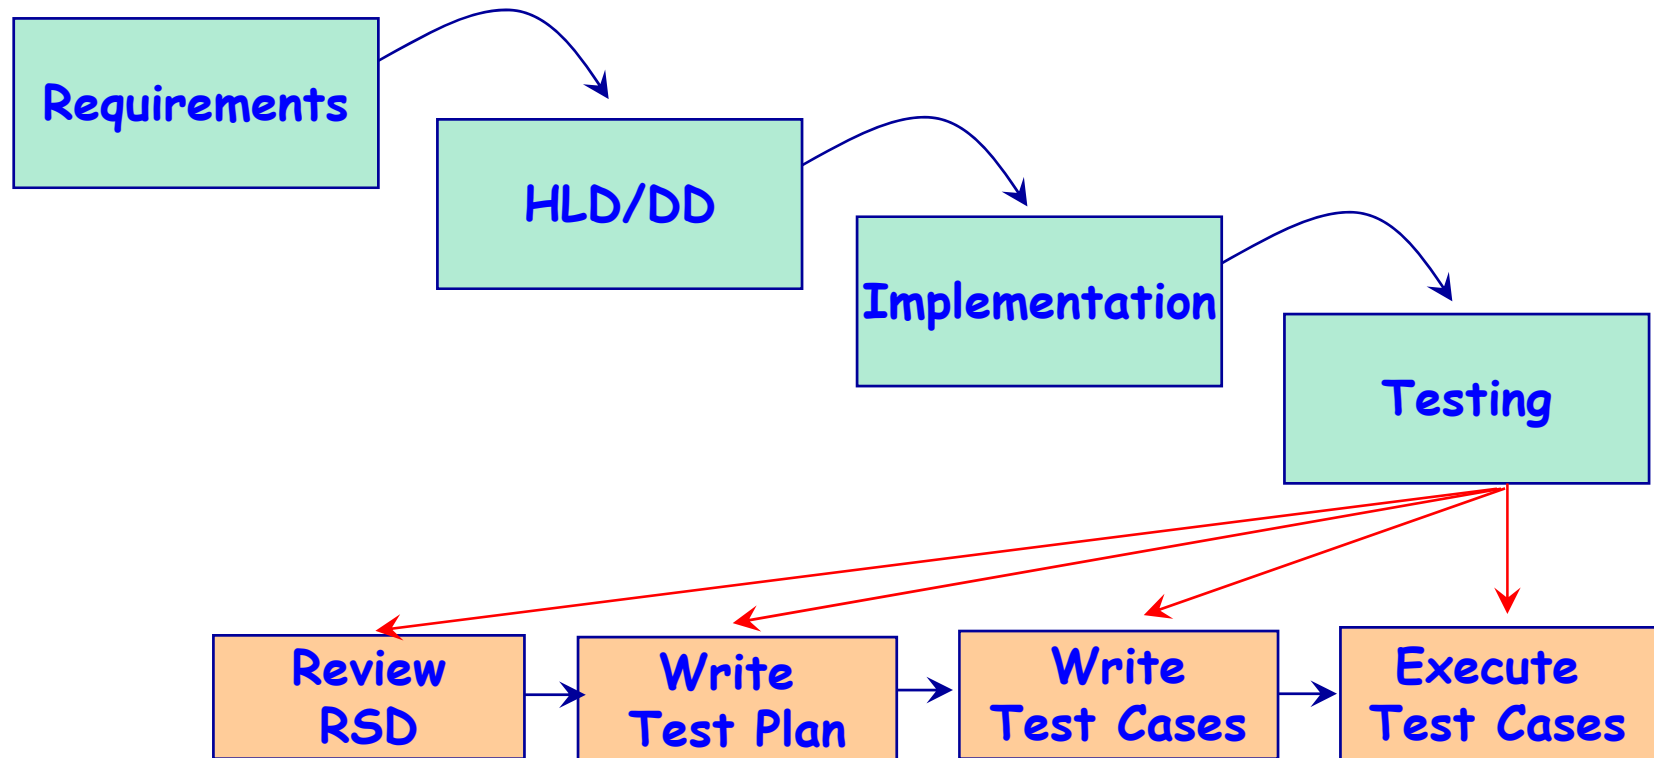 Requirements
HLD/DD
Implementation
Testing
Review
RSD
Write
Test Plan
Write
Test Cases
Execute
Test Cases